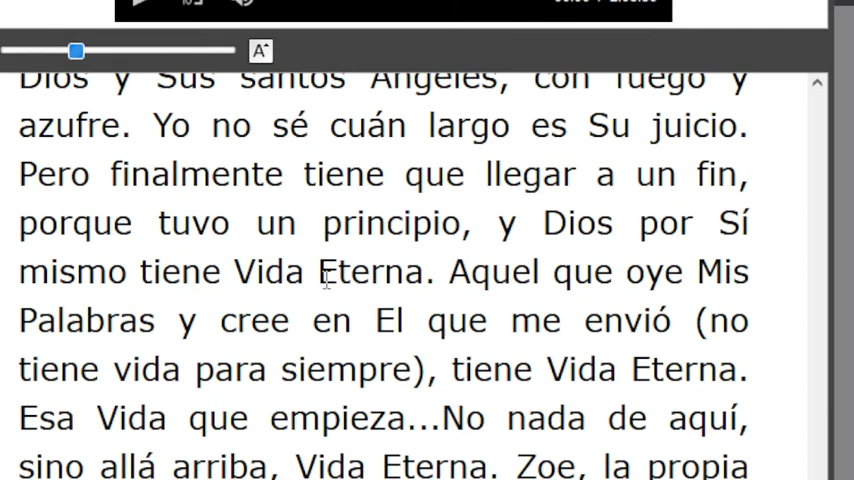 A
Dios y Sus santos Ángeles, con fuego y
azufre. Yo no sé cuán largo es Su juicio.
Pero finalmente tiene que llegar a un fin,
porque tuvo un principio, y Dios por Sí
mismo tiene Vida Eterna. Aquel que oye Mis
Palabras y cree en El que me envió (no
tiene vida para siempre), tiene Vida Eterna.
Esa Vida que empieza...No nada de aquí,
sino allá arriba, Vida Eterna. Zoe, la propia